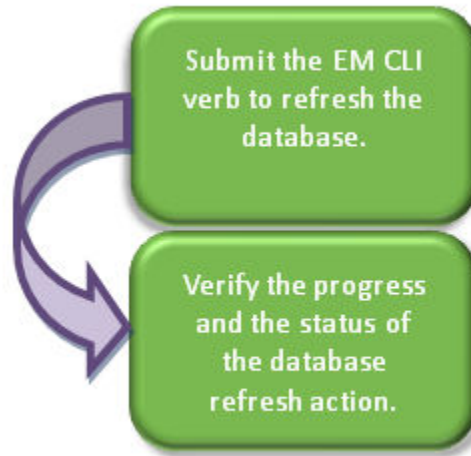 Submit the EM CLI
verb to refresh the
database.
Verify the progress
and the status of
the database
refresh action.